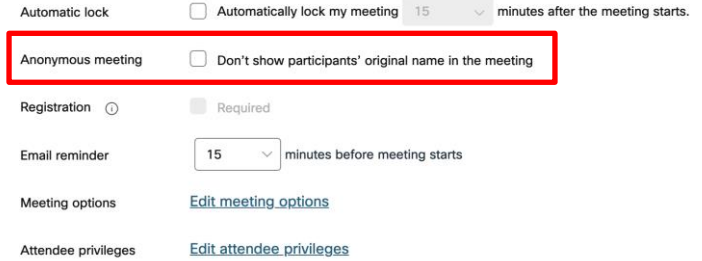 Automatic lock Automatically lock my meeting 15 minutes after the meeting starts.
Anonymous meeting Don't show participants' original name in the meeting
Registration Required
Email reminder 15 minutes before meeting starts
Meeting options Edit meeting options
Attendee privileges Edit attendee privileges